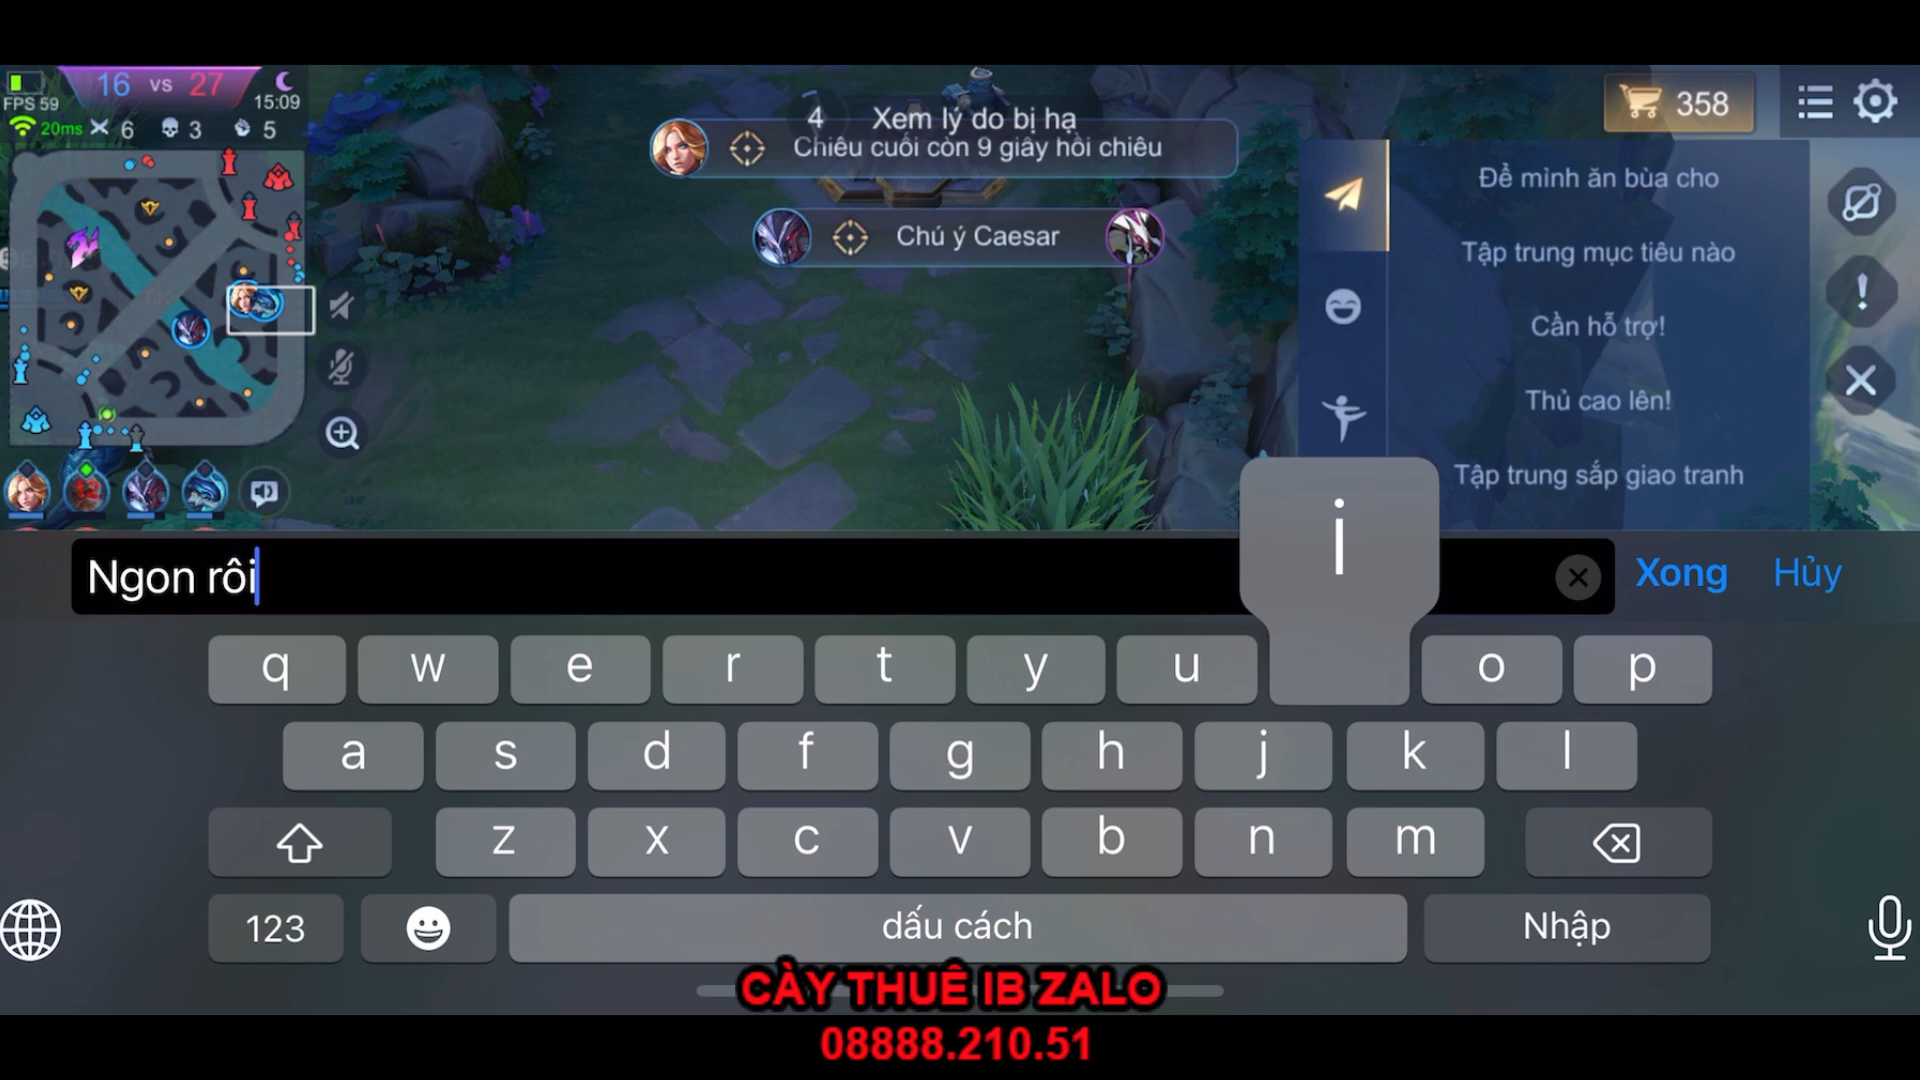 16 vs 27
FPS 59
15:09
20ms
6
3
5
4
Xem lý do bị hạ
Chiêu cuối còn 9 giây hồi chiêu
Chú ý Caesar
358
Để mình ăn bùa cho
Tập trung mục tiêu nào
Cần hỗ trợ!
Thủ cao lên!
Tập trung sắp giao tranh
12
Ngon rôi
Xong
Hủy
i
q w e r t y u o p
a s d f g h j k l
z x c v b n m
123
dấu cách
Nhập
CÀY THUÊ IB ZALO
08888.210.51